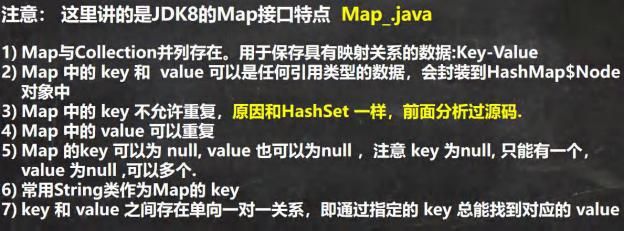 注意： 这里讲的是JDK8的Map接口特点 Map_.java
1) Map与Collection并列存在。用于保存具有映射关系的数据:Key-Value
2) Map 中的 key 和 value 可以是任何引用类型的数据，会封装到HashMap$Node
对象中
3) Map 中的 key 不允许重复，原因和HashSet 一样，前面分析过源码.
4) Map 中的 value 可以重复
5) Map 的key 可以为 null, value 也可以为null ，注意 key 为null, 只能有一个，
value 为null ,可以多个.
6) 常用String类作为Map的 key
7) key 和 value 之间存在单向一对一关系，即通过指定的 key 总能找到对应的 value